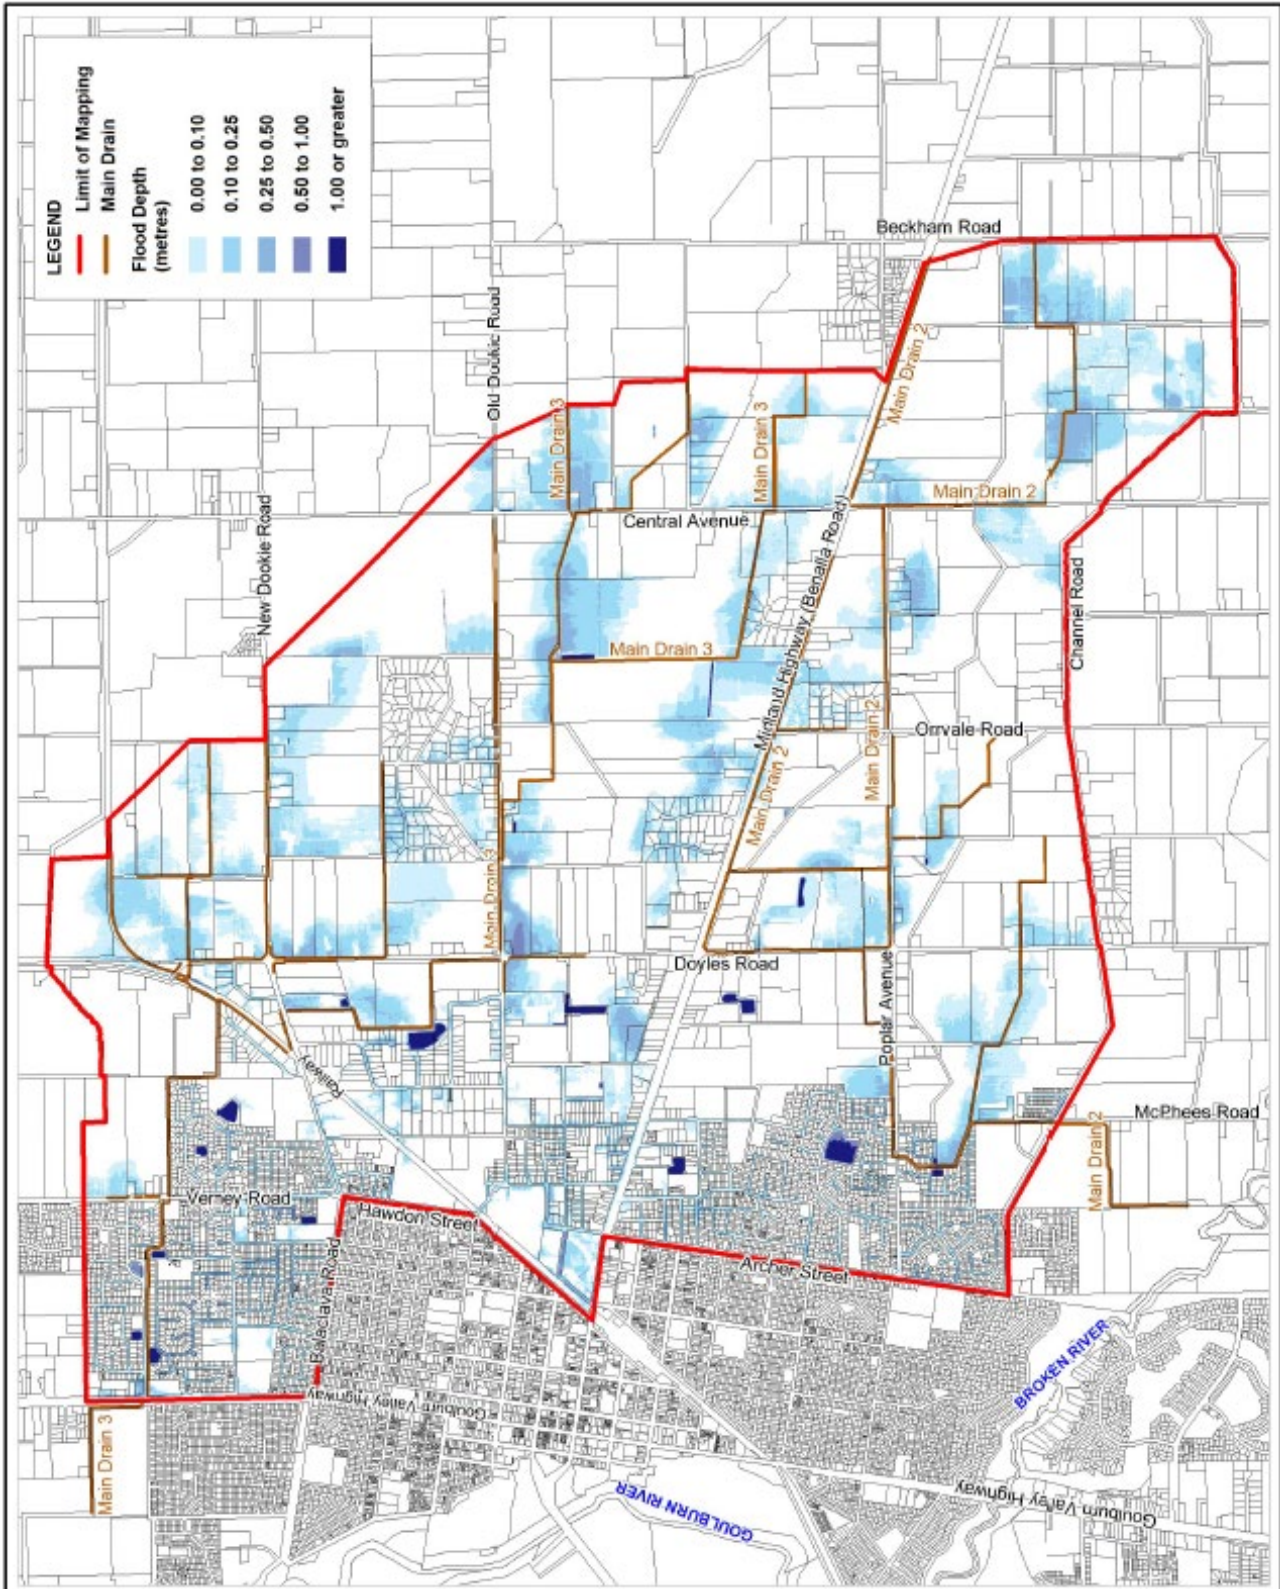 LEGEND
Limit of Mapping
Main Drain
Flood Depth
(metres)
0.00 to 0.10
0.10 to 0.25
0.25 to 0.50
0.50 to 1.00
1.00 or greater
Beckham Road
Old Dookie Road
New Dookie Road
Main Drain 2
Main Drain 3
Main Drain 3
Main Drain 2
Central Avenue
Midland Highway (Benalla Road)
Main Drain 3
Channel Road
Orrvale Road
Main Drain 2
Main Drain 2
Main Drain 3
Doyles Road
Poplar Avenue
Railway
McPhees Road
Main Drain 2
Verney Road
Hawdon Street
Balaclava Road
Archer Street
BROKEN RIVER
Goulburn Valley Highway
Main Drain 3
GOULBURN RIVER
Goulburn Valley Highway